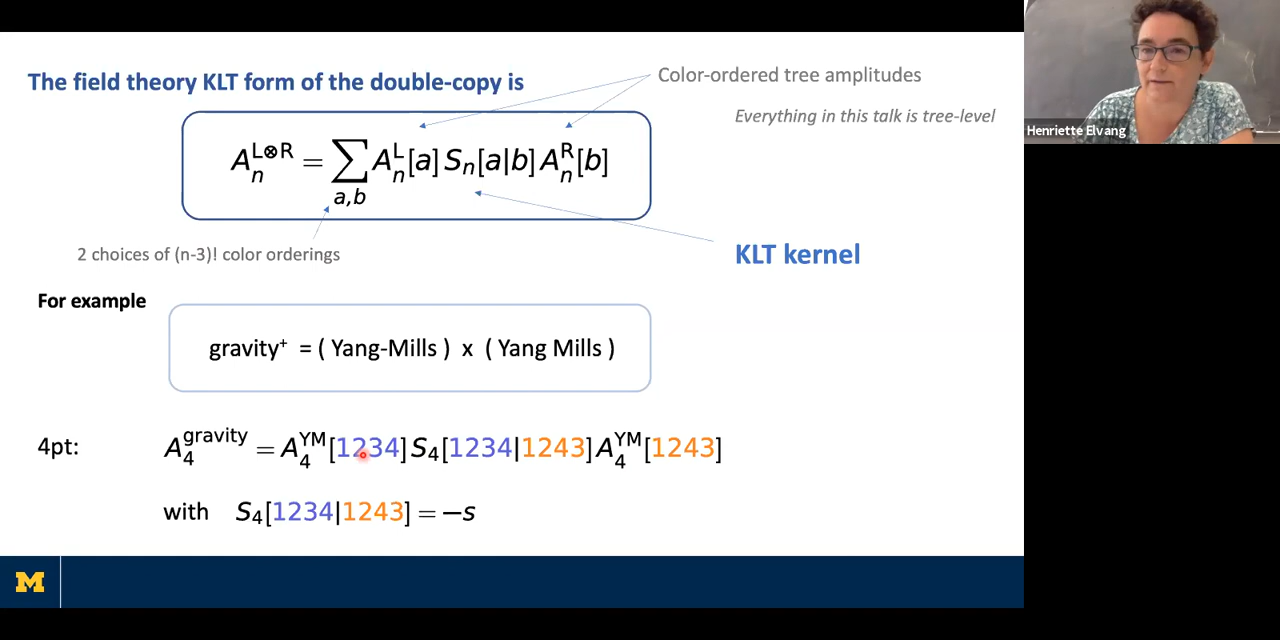 The field theory KLT form of the double-copy is
Color-ordered tree amplitudes
Everything in this talk is tree-level
Henriette Elvang
A_n^{L⊗R} = ∑_{a,b} A_n^L[a] S_n[a|b] A_n^R[b]
2 choices of (n-3)! color orderings
KLT kernel
For example
gravity⁺ = ( Yang-Mills ) x ( Yang Mills )
4pt: A_4^{gravity} = A_4^{YM}[1234] S_4[1234|1243] A_4^{YM}[1243]
with S_4[1234|1243] = −s
M